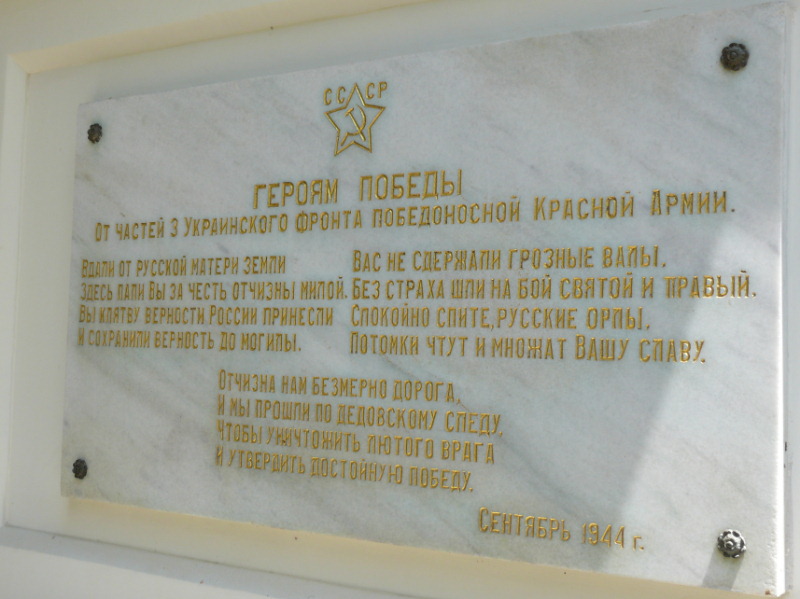 СССР
ГЕРОЯМ ПОБЕДЫ
ОТ ЧАСТЕЙ 3 УКРАИНСКОГО ФРОНТА ПОБЕДОНОСНОЙ КРАСНОЙ АРМИИ.
ВДАЛИ ОТ РУССКОЙ МАТЕРИ ЗЕМЛИ
ЗДЕСЬ ПАЛИ ВЫ ЗА ЧЕСТЬ ОТЧИЗНЫ МИЛОЙ.
ВЫ КЛЯТВУ ВЕРНОСТИ РОССИИ ПРИНЕСЛИ
И СОХРАНИЛИ ВЕРНОСТЬ ДО МОГИЛЫ.
ВАС НЕ СДЕРЖАЛИ ГРОЗНЫЕ ВАЛЫ.
БЕЗ СТРАХА ШЛИ НА БОЙ СВЯТОЙ И ПРАВЫЙ.
СПОКОЙНО СПИТЕ, РУССКИЕ ОРЛЫ.
ПОТОМКИ ЧТУТ И МНОЖАТ ВАШУ СЛАВУ.
ОТЧИЗНА НАМ БЕЗМЕРНО ДОРОГА,
И МЫ ПРОШЛИ ПО ДЕДОВСКОМУ СЛЕДУ,
ЧТОБЫ УНИЧТОЖИТЬ ЛЮТОГО ВРАГА
И УТВЕРДИТЬ ДОСТОЙНУЮ ПОБЕДУ.
СЕНТЯБРЬ 1944 г.